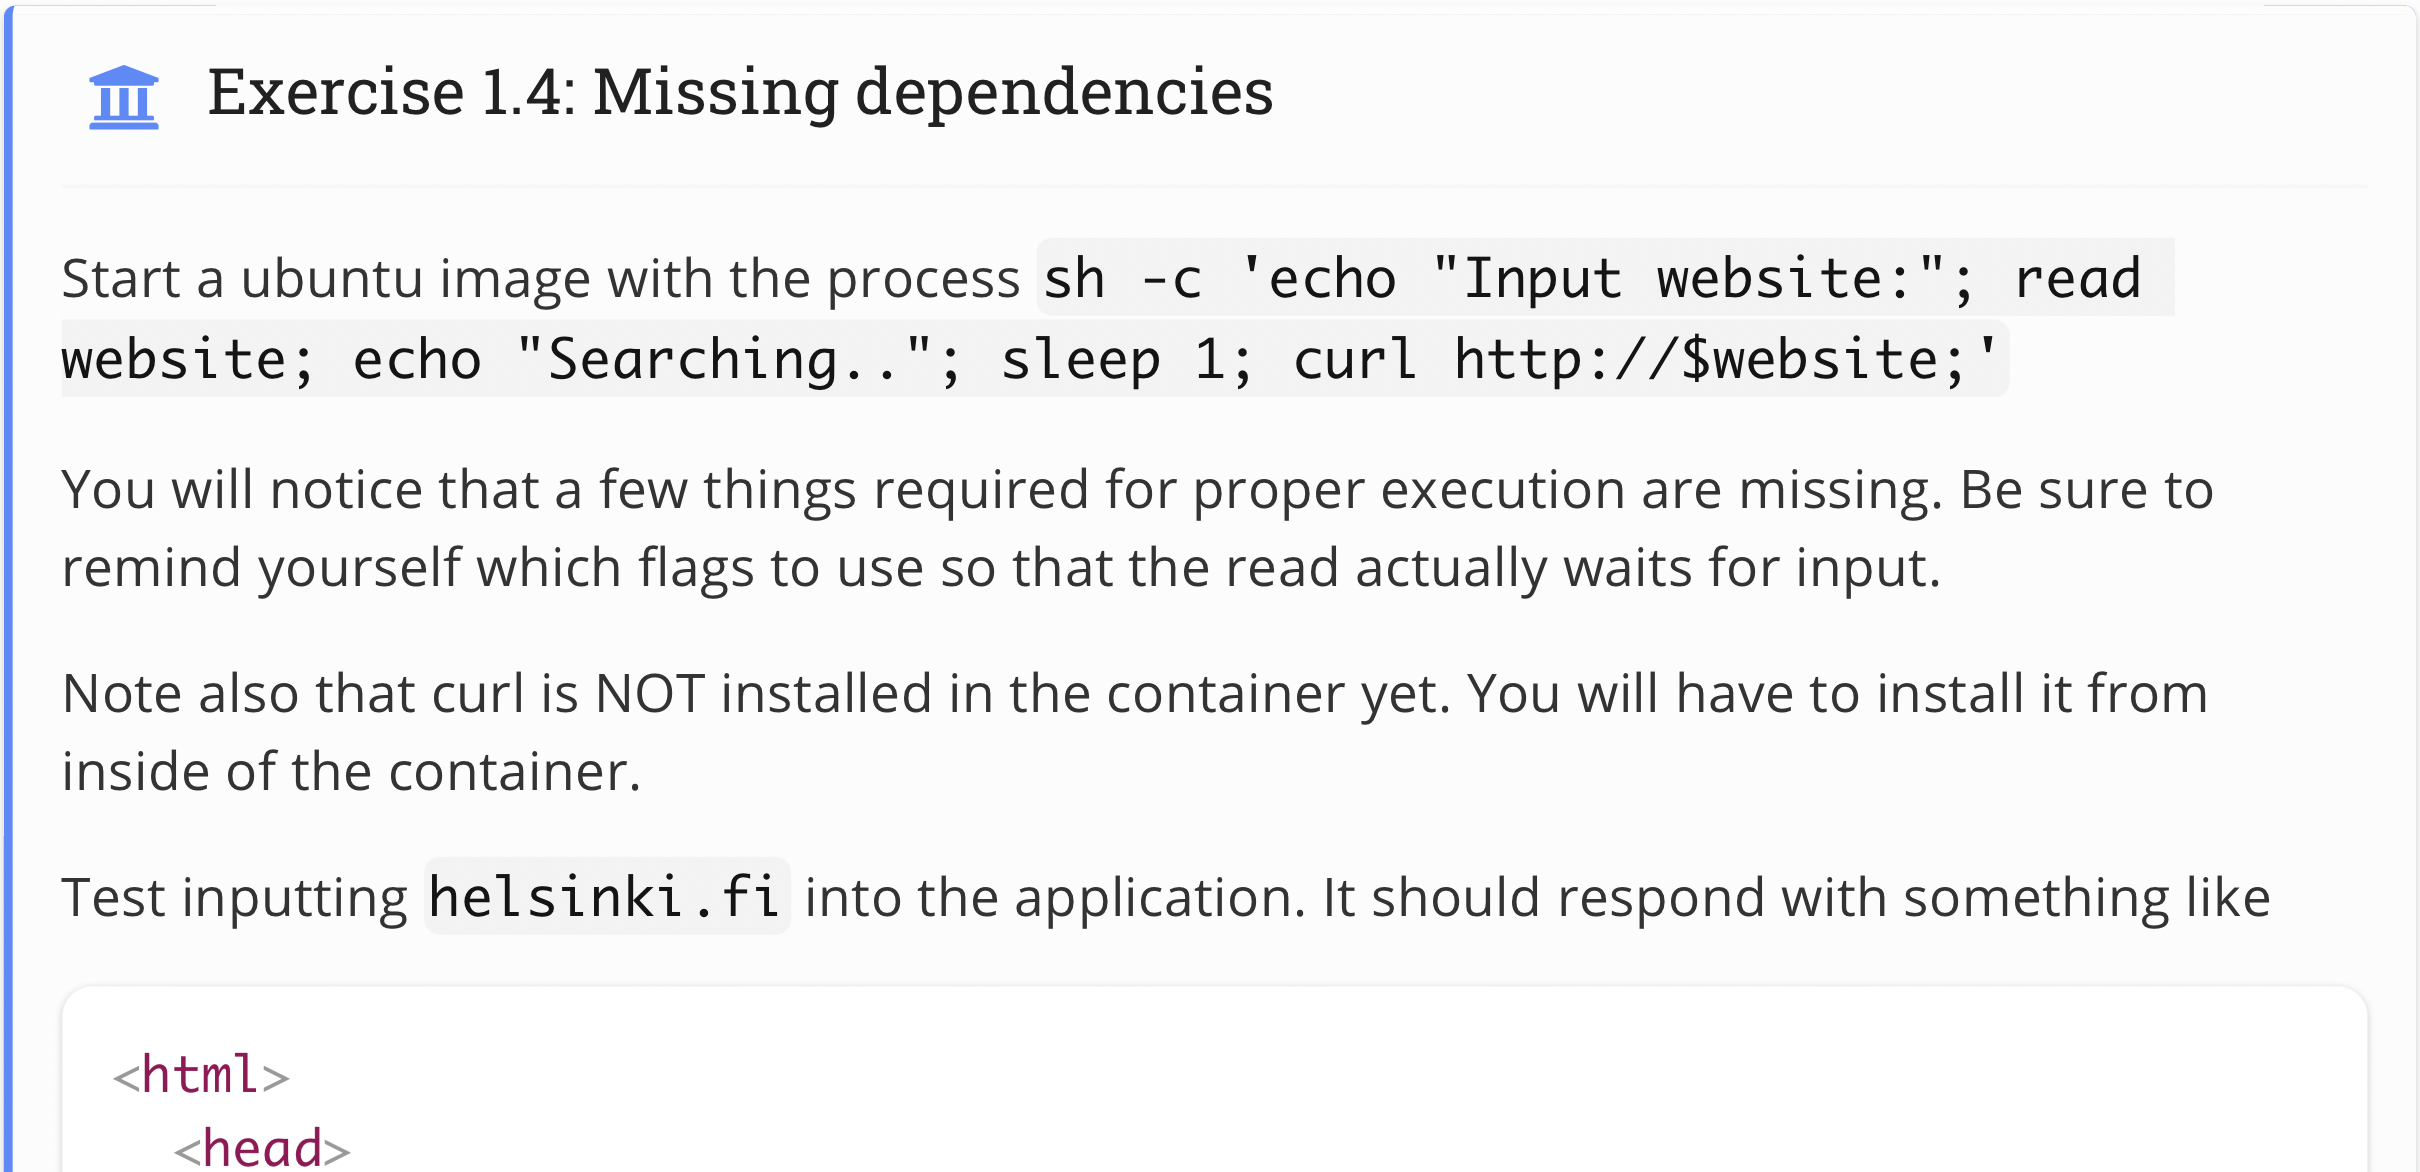 Exercise 1.4: Missing dependencies
Start a ubuntu image with the process sh -c 'echo "Input website:"; read
website; echo "Searching.."; sleep 1; curl http://$website;'
You will notice that a few things required for proper execution are missing. Be sure to
remind yourself which flags to use so that the read actually waits for input.
Note also that curl is NOT installed in the container yet. You will have to install it from
inside of the container.
Test inputting helsinki.fi into the application. It should respond with something like
<html>
<head>